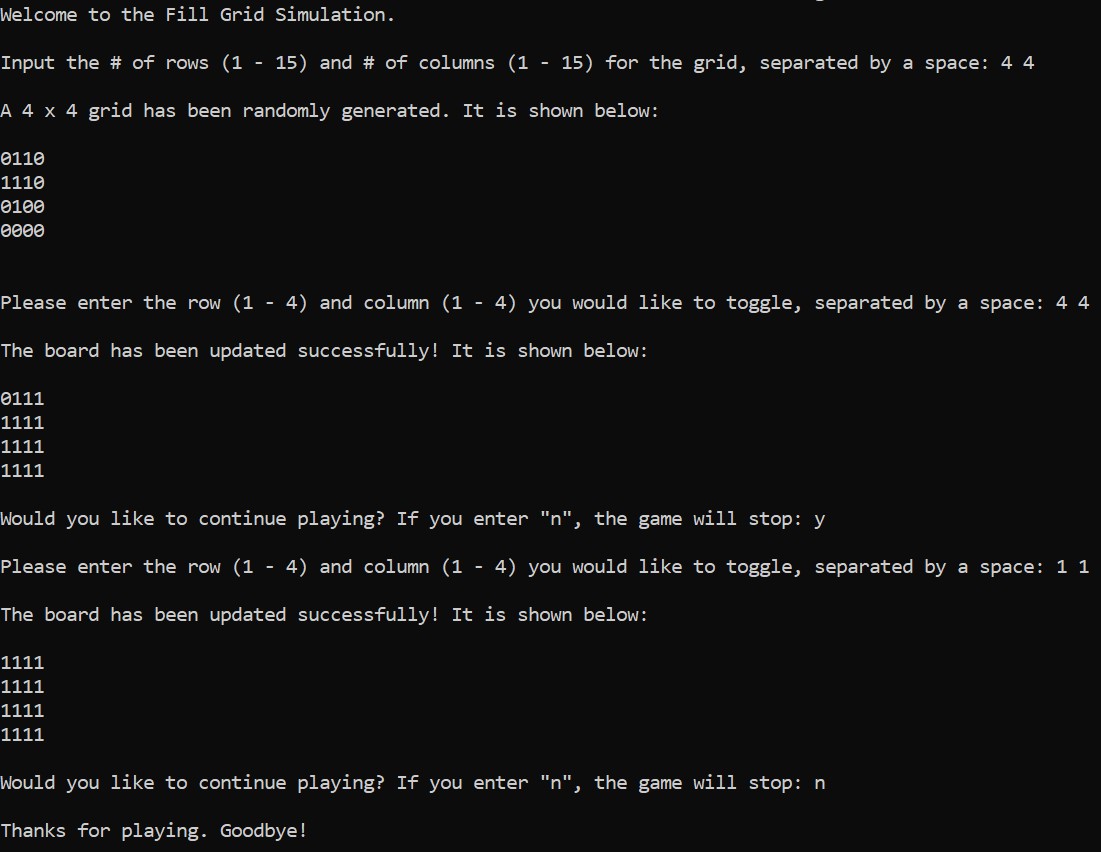 Welcome to the Fill Grid Simulation.
Input the # of rows (1 - 15) and # of columns (1 - 15) for the grid, separated by a space: 4 4
A 4 x 4 grid has been randomly generated. It is shown below:
0110
1110
0100
0000
Please enter the row (1 - 4) and column (1 - 4) you would like to toggle, separated by a space: 4 4
The board has been updated successfully! It is shown below:
0111
1111
1111
1111
Would you like to continue playing? If you enter "n", the game will stop: y
Please enter the row (1 - 4) and column (1 - 4) you would like to toggle, separated by a space: 1 1
The board has been updated successfully! It is shown below:
1111
1111
1111
1111
Would you like to continue playing? If you enter "n", the game will stop: n
Thanks for playing. Goodbye!